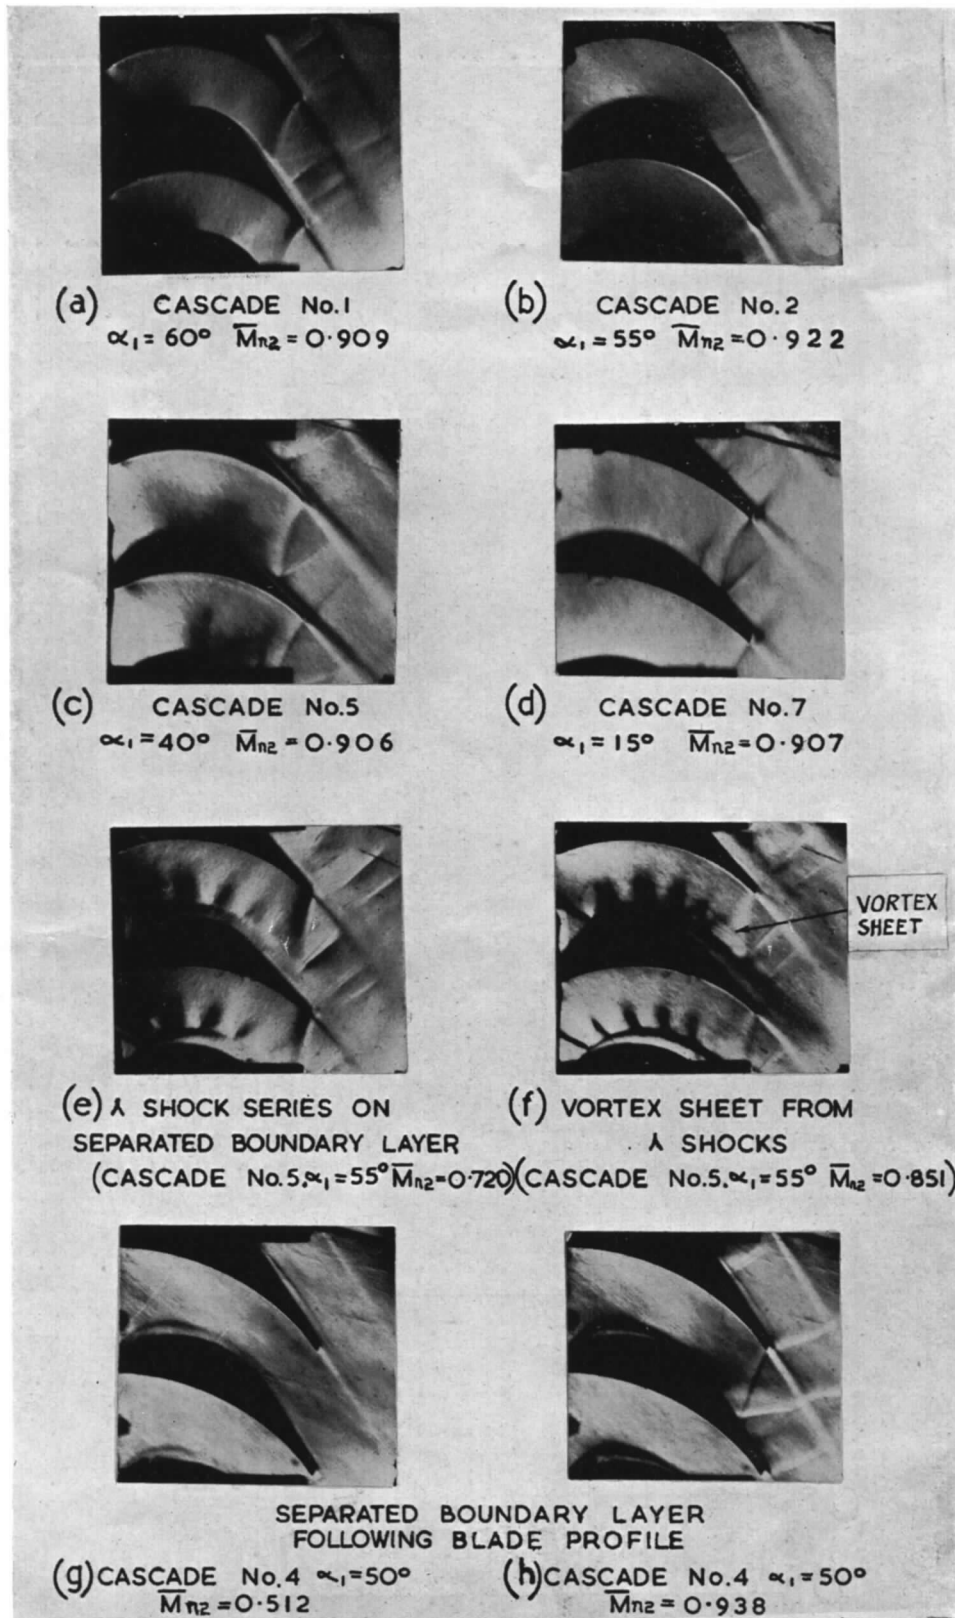 (a) CASCADE No.1
α₁ = 60° M̅n2 = 0·909
(b) CASCADE No.2
α₁ = 55° M̅n2 = 0·922
(c) CASCADE No.5
α₁ = 40° M̅n2 = 0·906
(d) CASCADE No.7
α₁ = 15° M̅n2 = 0·907
VORTEX
SHEET
(e) λ SHOCK SERIES ON
SEPARATED BOUNDARY LAYER
(CASCADE No.5. α₁ = 55° M̅n2 = 0·720)
(f) VORTEX SHEET FROM
λ SHOCKS
(CASCADE No.5. α₁ = 55° M̅n2 = 0·851)
SEPARATED BOUNDARY LAYER
FOLLOWING BLADE PROFILE
(g) CASCADE No.4 α₁ = 50°
M̅n2 = 0·512
(h) CASCADE No.4 α₁ = 50°
M̅n2 = 0·938